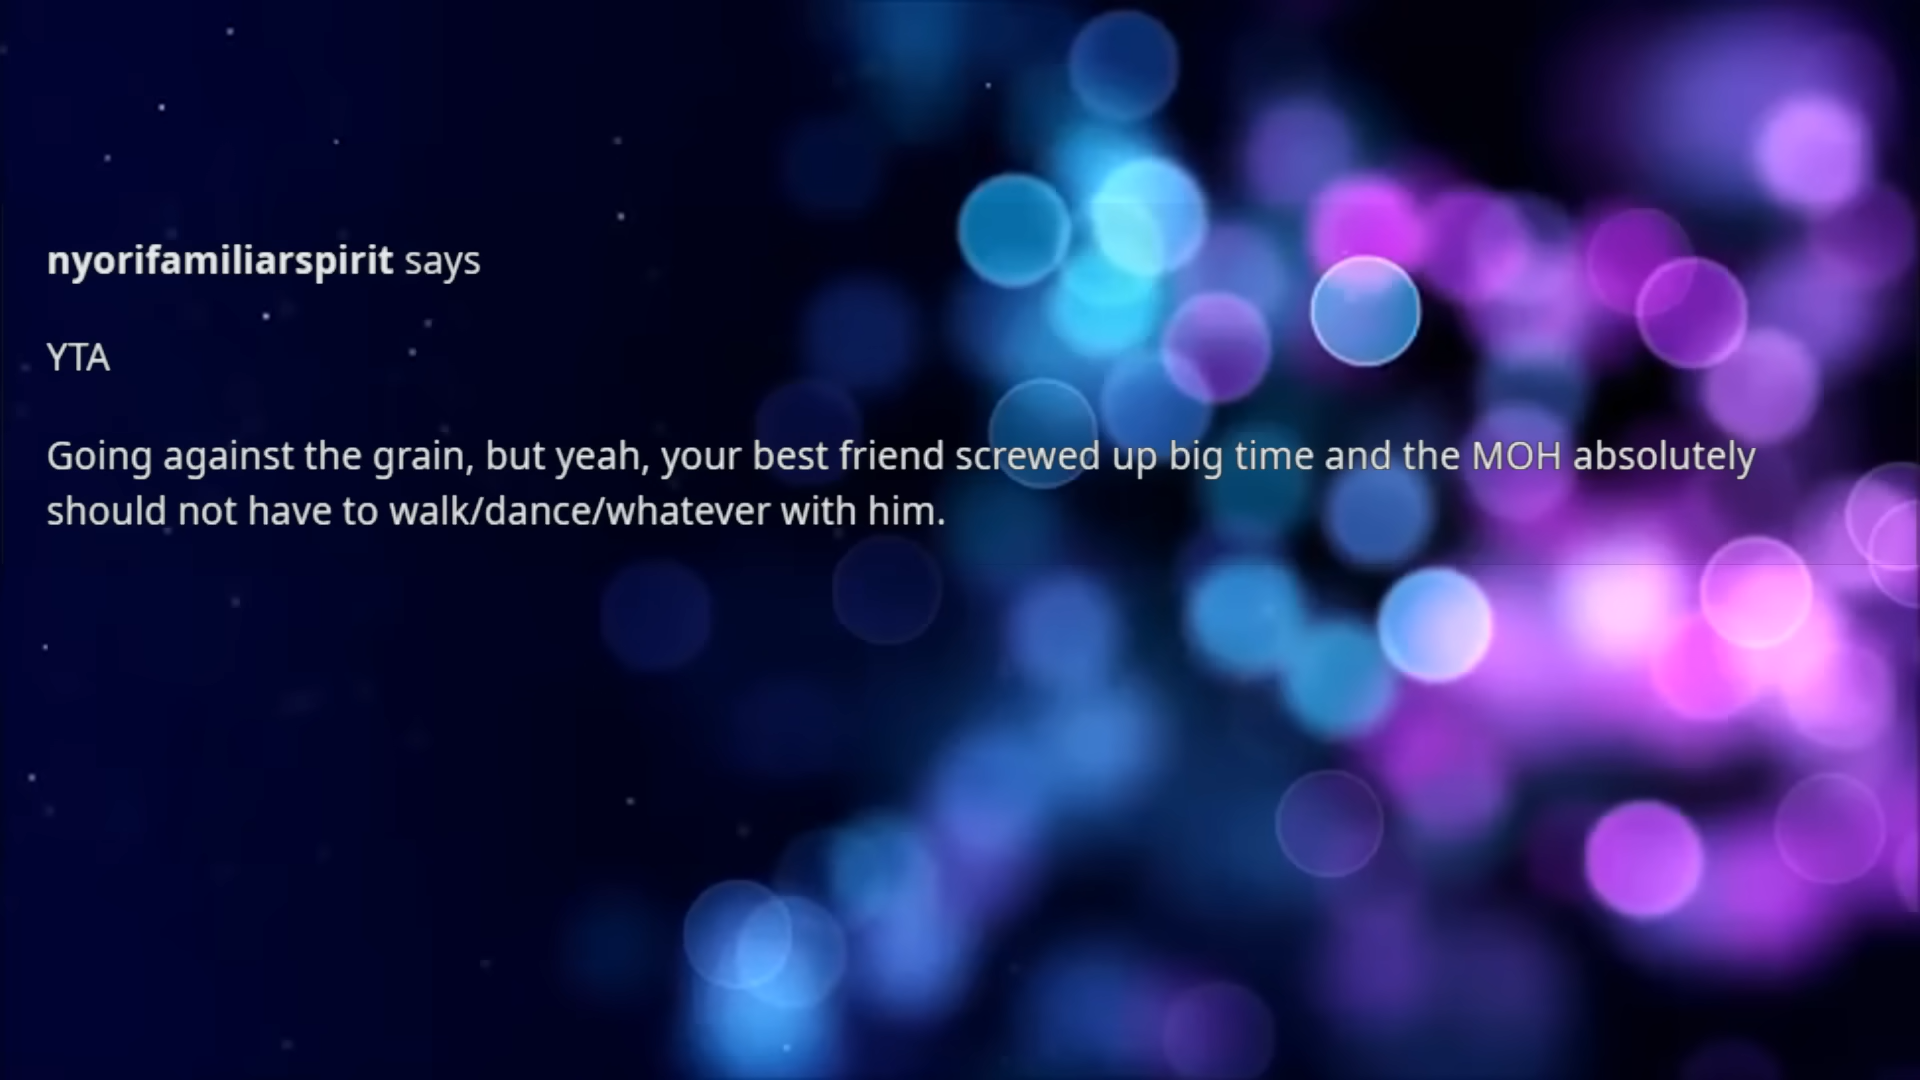 nyorifamiliarspirit says
YTA
Going against the grain, but yeah, your best friend screwed up big time and the MOH absolutely
should not have to walk/dance/whatever with him.